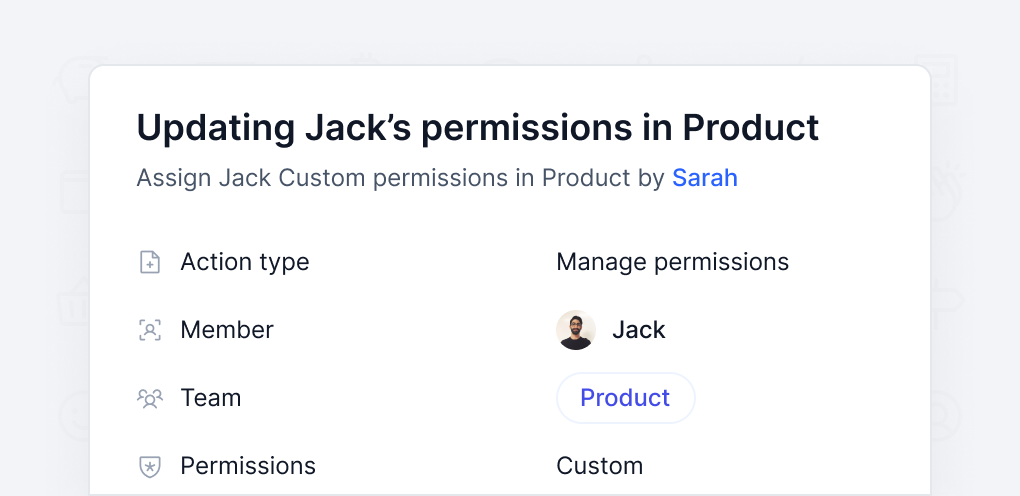 Updating Jack’s permissions in Product
Assign Jack Custom permissions in Product by Sarah
Action type Manage permissions
Member Jack
Team Product
Permissions Custom